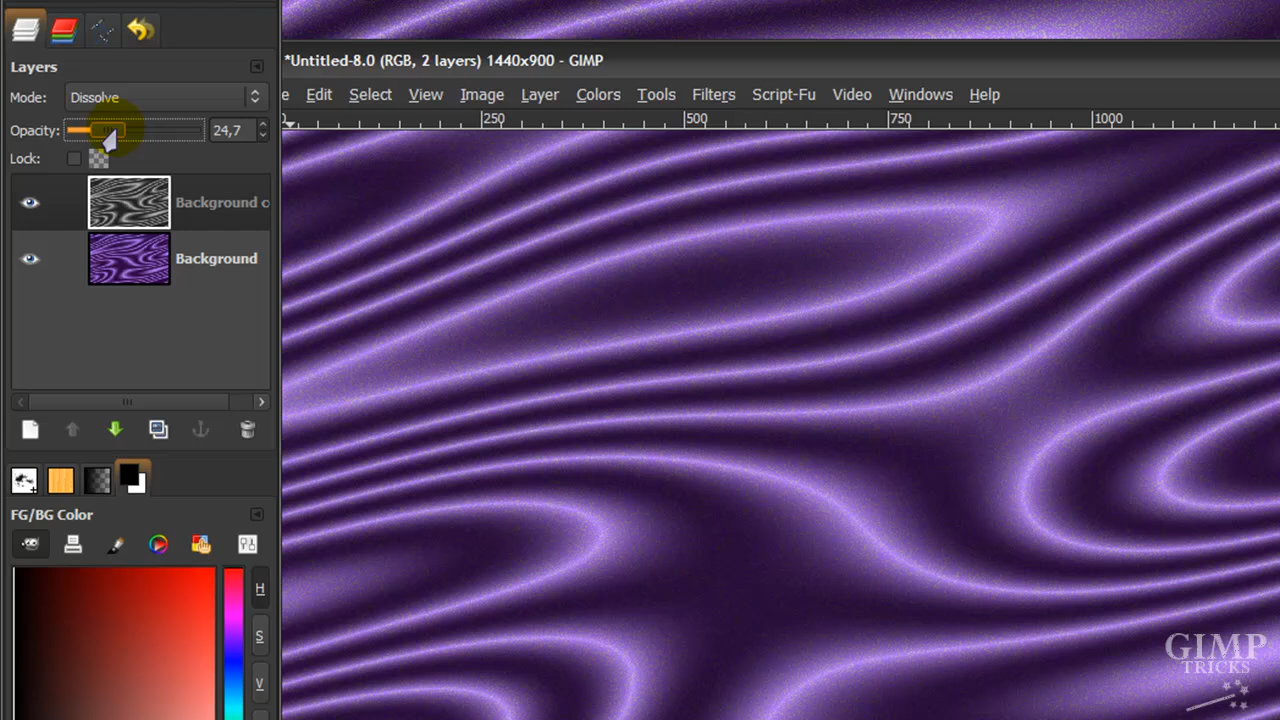 *Untitled-8.0 (RGB, 2 layers) 1440x900 - GIMP
Layers
Mode: Dissolve
Opacity: 24,7
Lock:
Background c
Background
FG/BG Color
H
S
V
e Edit Select View Image Layer Colors Tools Filters Script-Fu Video Windows Help
0 250 500 750 1000
GIMP
TRICKS